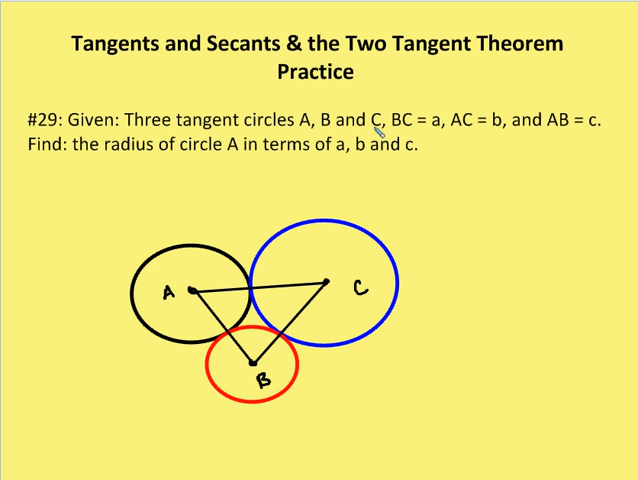 Tangents and Secants & the Two Tangent Theorem
Practice
#29: Given: Three tangent circles A, B and C, BC = a, AC = b, and AB = c.
Find: the radius of circle A in terms of a, b and c.
A
C
B